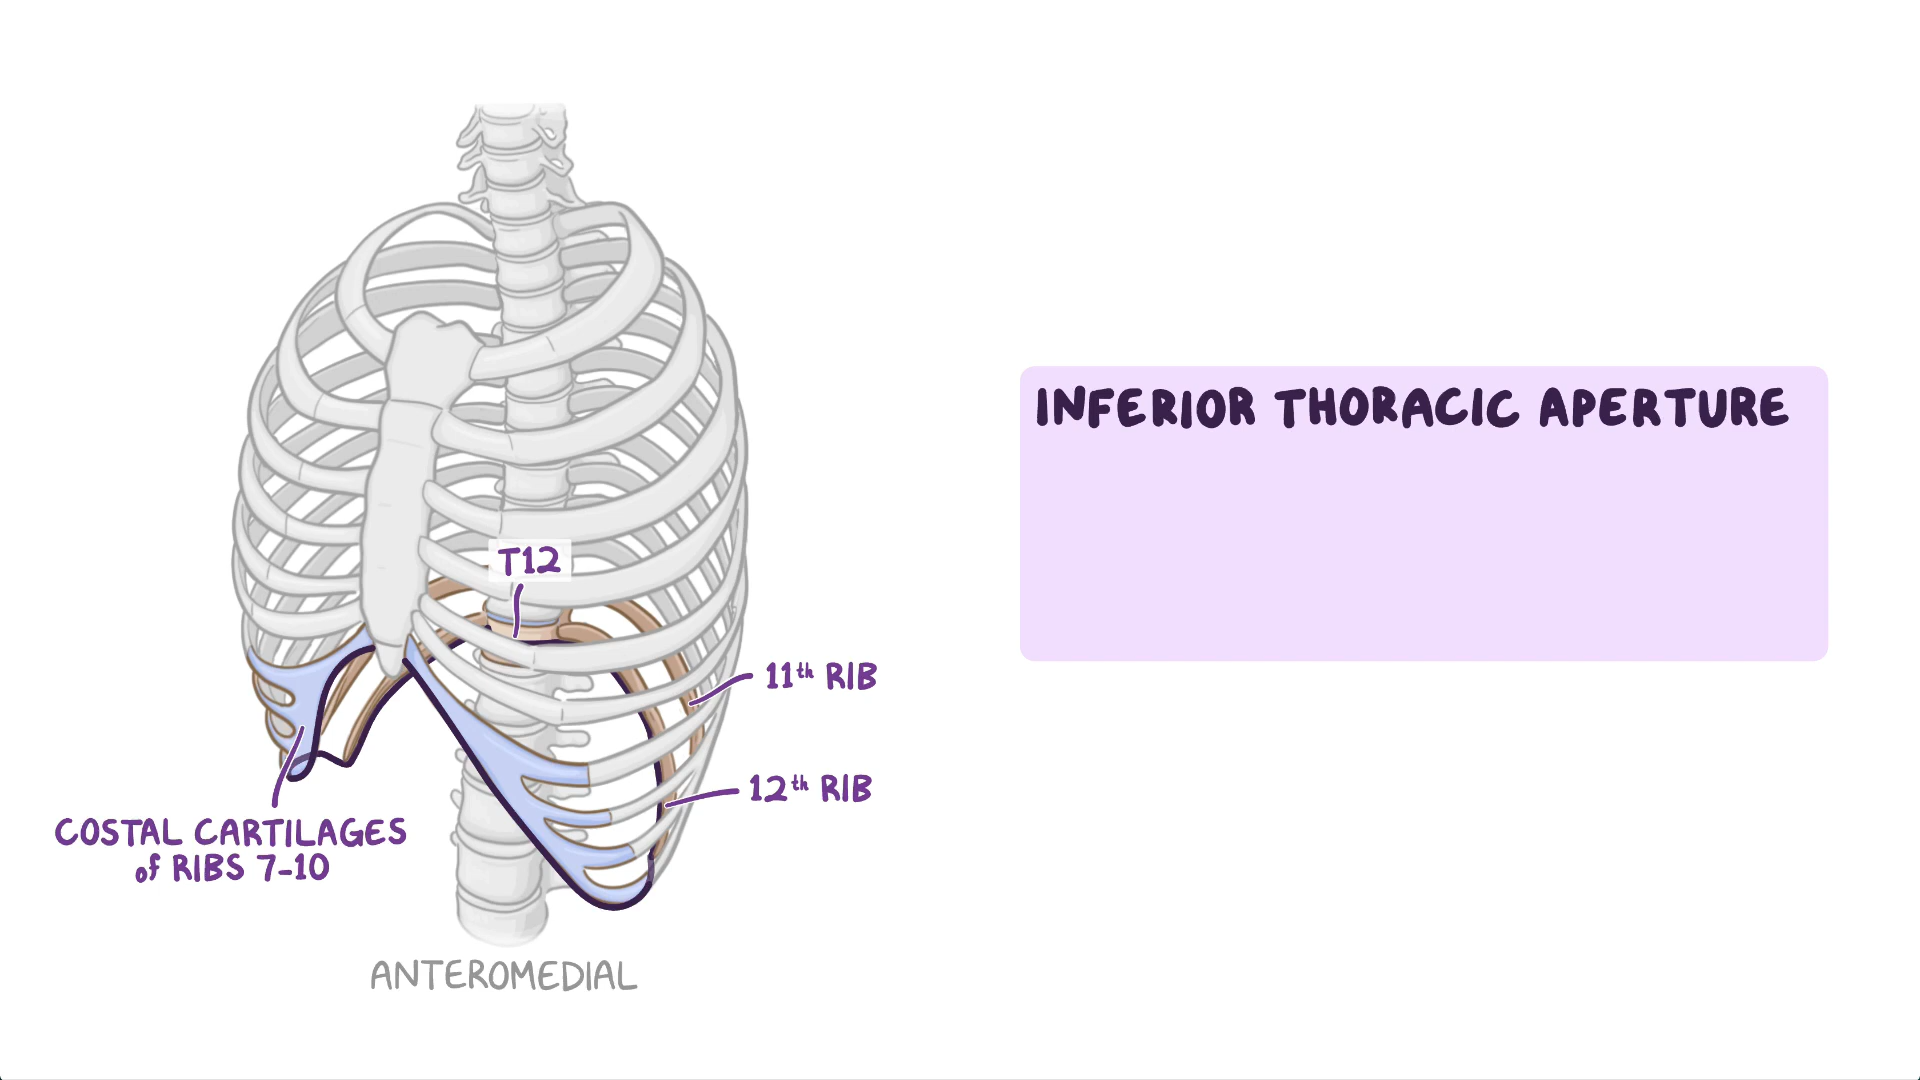 INFERIOR THORACIC APERTURE
T12
11th RIB
12th RIB
COSTAL CARTILAGES
of RIBS 7-10
ANTEROMEDIAL